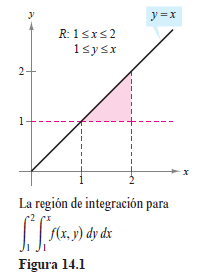 y
y = x
R: 1 ≤ x ≤ 2
1 ≤ y ≤ x
2
1
x
1
2
La región de integración para
∫₁² ∫₁ˣ f(x, y) dy dx
Figura 14.1